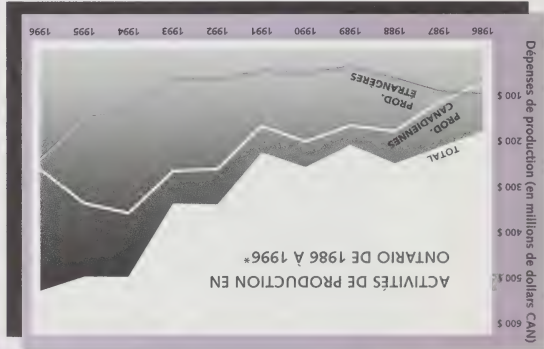 ACTIVITÉS DE PRODUCTION EN
ONTARIO DE 1986 À 1996*
Dépenses de production (en millions de dollars CAN)
600 $
500 $
400 $
300 $
200 $
100 $
TOTAL
PROD.
CANADIENNES
PROD.
ÉTRANGÈRES
1986 1987 1988 1989 1990 1991 1992 1993 1994 1995 1996